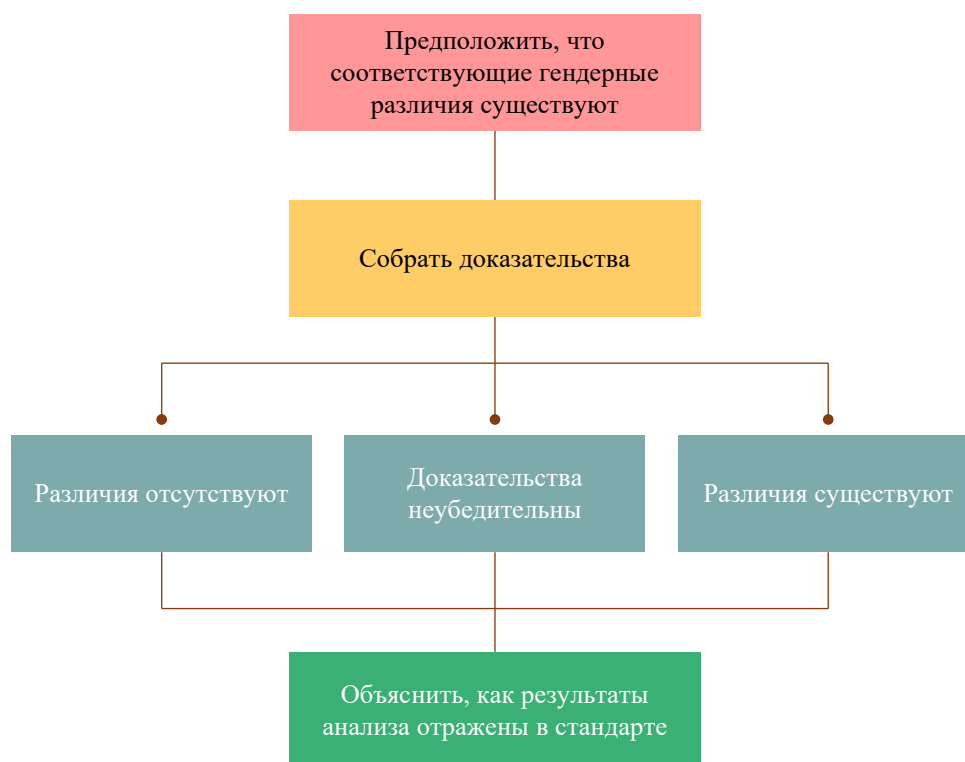 Предположить, что
соответствующие гендерные
различия существуют
Собрать доказательства
Различия отсутствуют
Доказательства
неубедительны
Различия существуют
Объяснить, как результаты
анализа отражены в стандарте